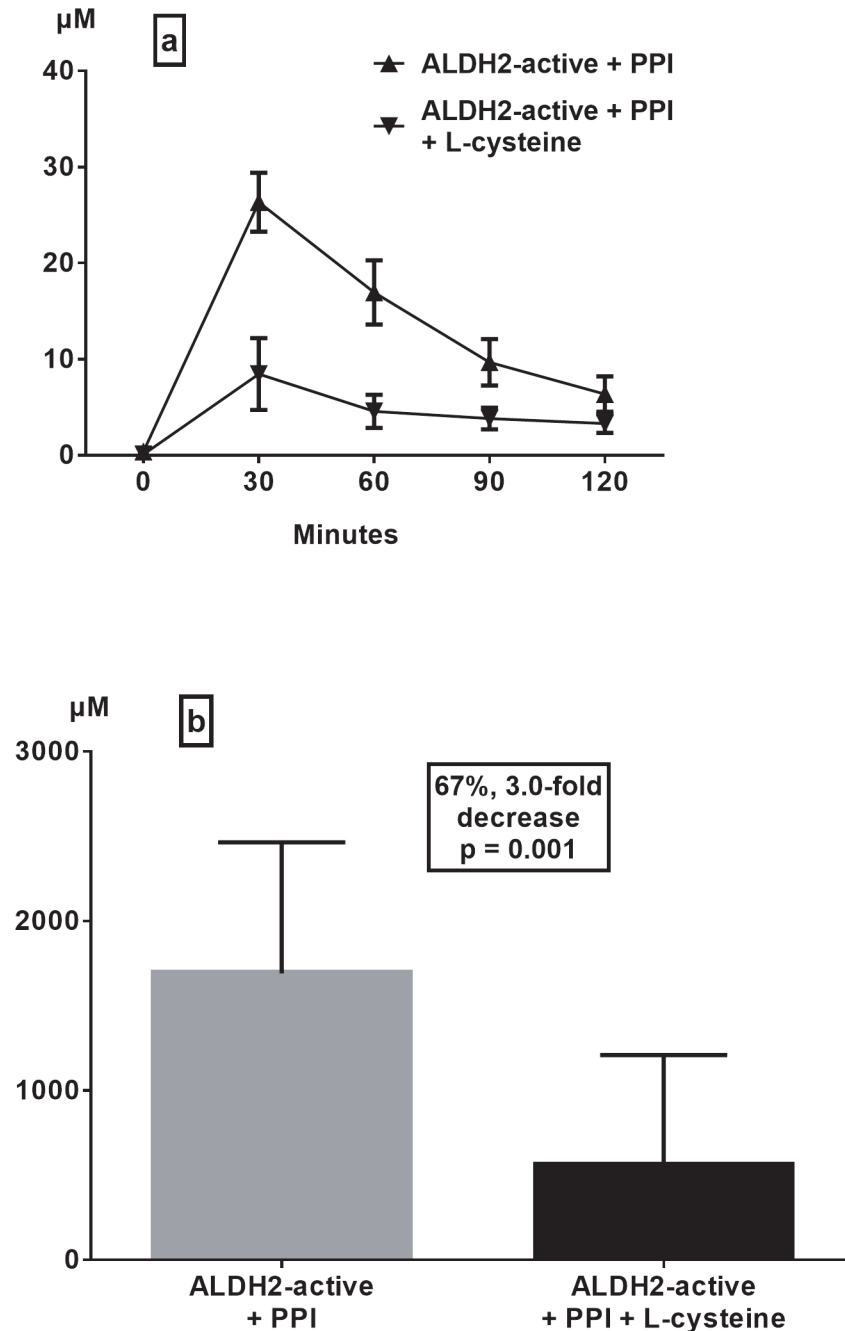 µM
a
ALDH2-active + PPI
ALDH2-active + PPI
+ L-cysteine
40
30
20
10
0
0 30 60 90 120
Minutes
µM
b
3000
67%, 3.0-fold
decrease
p = 0.001
2000
1000
0
ALDH2-active
+ PPI
ALDH2-active
+ PPI + L-cysteine